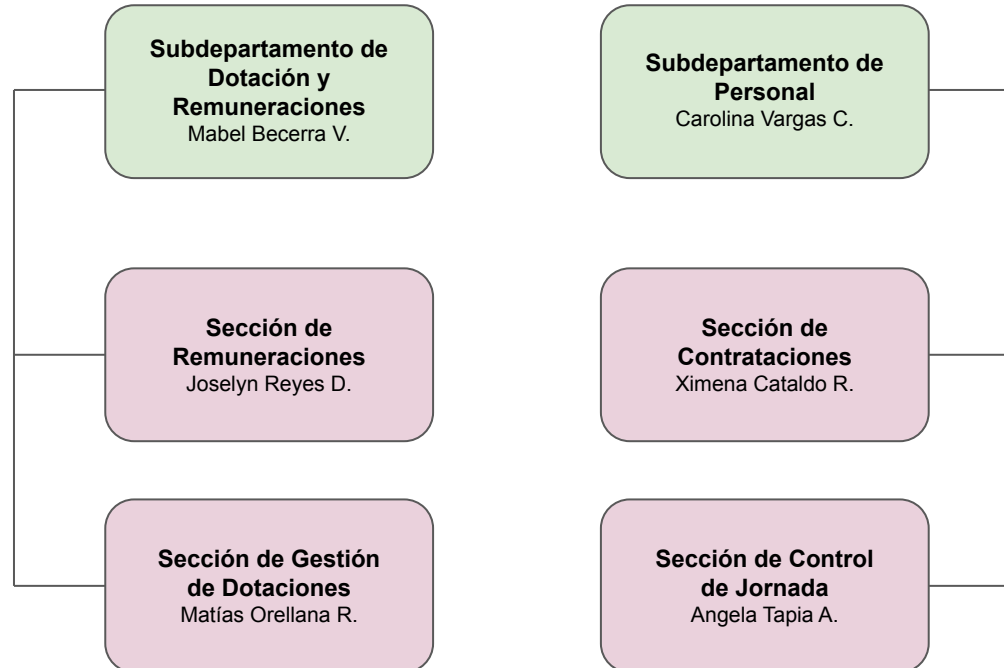 Subdepartamento de
Dotación y
Remuneraciones
Mabel Becerra V.
Subdepartamento de
Personal
Carolina Vargas C.
Sección de
Remuneraciones
Joselyn Reyes D.
Sección de
Contrataciones
Ximena Cataldo R.
Sección de Gestión
de Dotaciones
Matías Orellana R.
Sección de Control
de Jornada
Angela Tapia A.